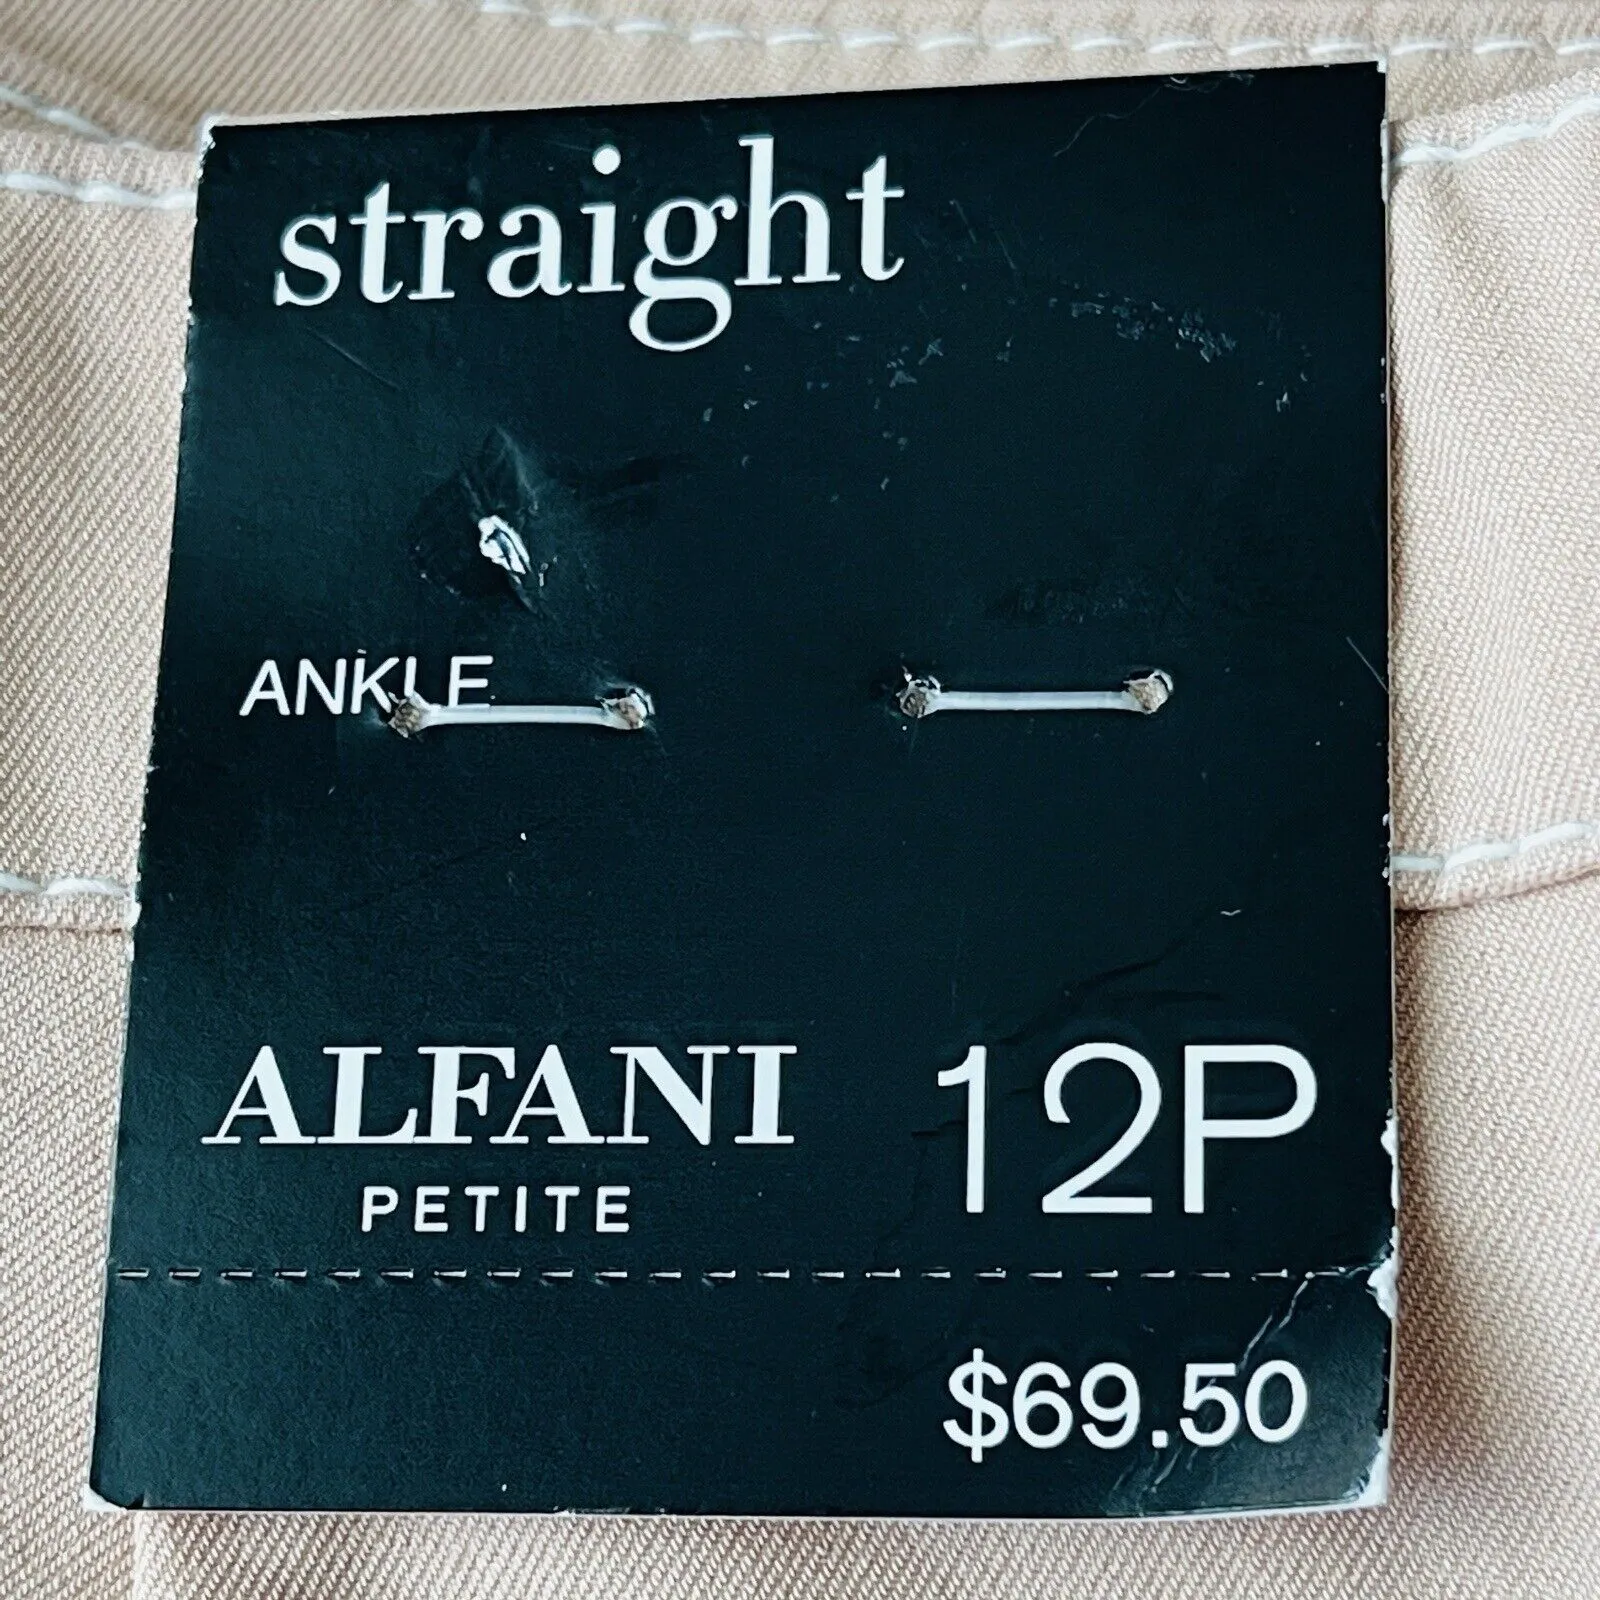 straight
ANKLE
ALFANI
PETITE
12P
$69.50